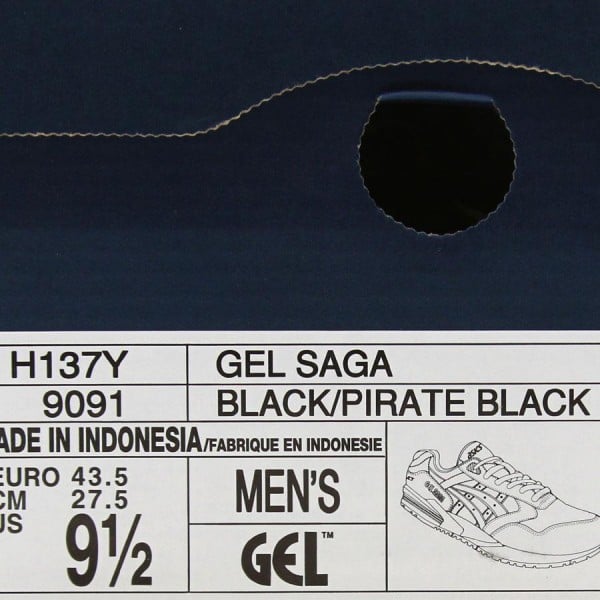 H137Y GEL SAGA
9091 BLACK/PIRATE BLACK
ADE IN INDONESIA/FABRIQUE EN INDONESIE
EURO 43.5
CM 27.5
US 9½
MEN'S
GEL™